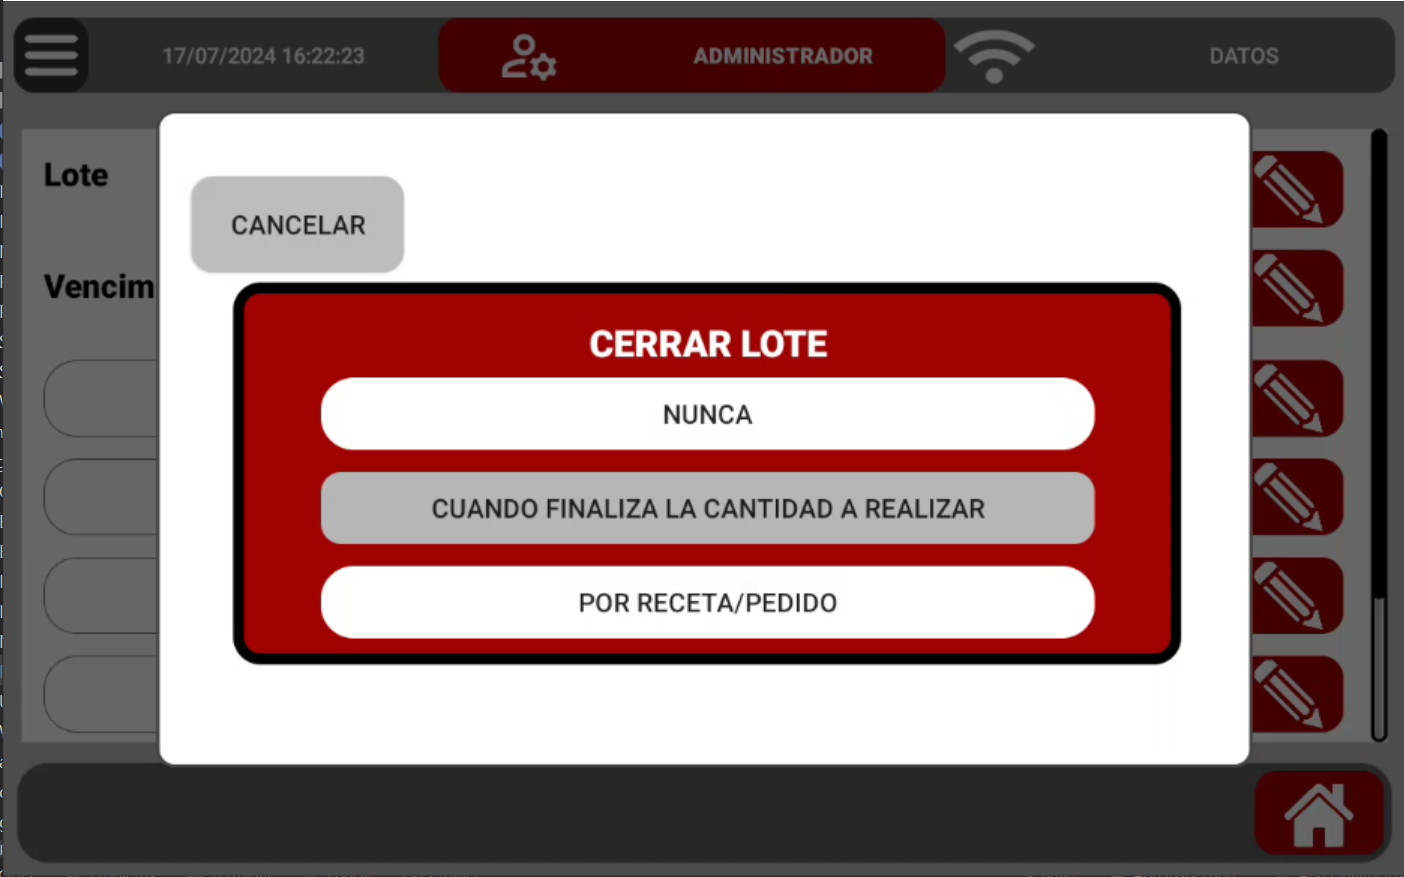 17/07/2024 16:22:23
ADMINISTRADOR
DATOS
Lote
CANCELAR
Vencim
CERRAR LOTE
NUNCA
CUANDO FINALIZA LA CANTIDAD A REALIZAR
POR RECETA/PEDIDO